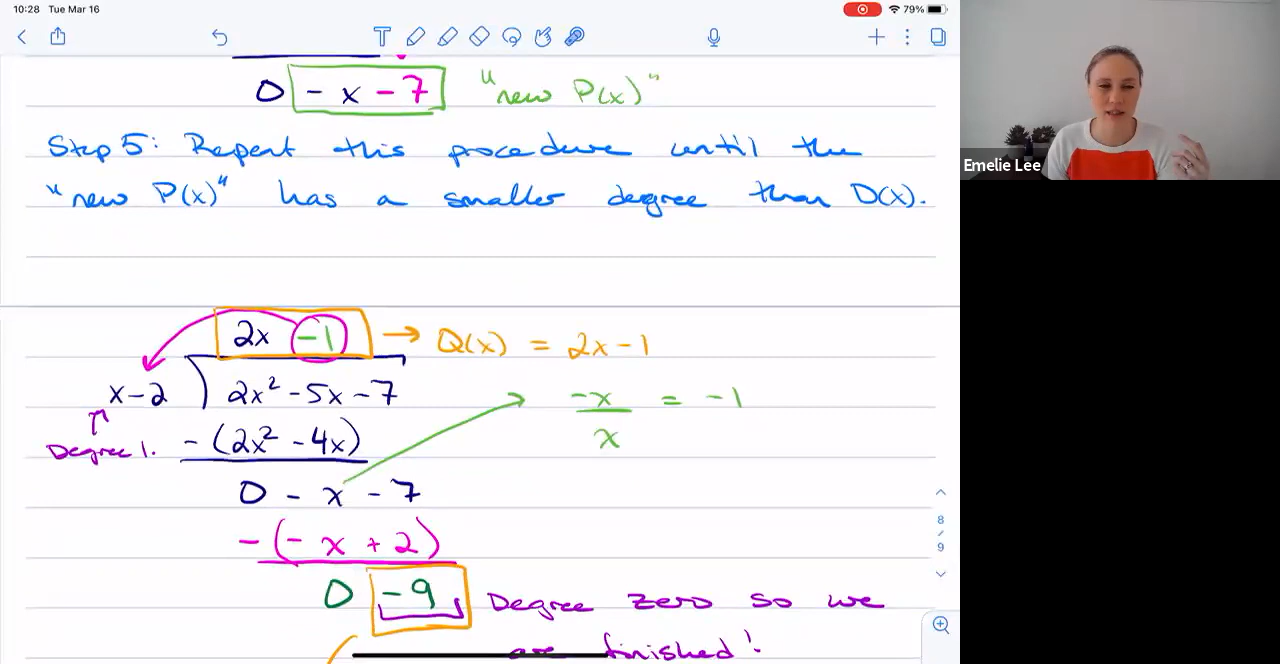 10:28 Tue Mar 16
79%
0 - x - 7 "new P(x)"
Step 5: Repeat this procedure until the
"new P(x)" has a smaller degree than D(x).
2x -1 → Q(x) = 2x-1
x-2 ) 2x² -5x -7
-x/x = -1
Degree 1.
-(2x² -4x)
0 - x - 7
-(-x + 2)
0 -9 Degree zero so we
are finished!
8
/
9
Emelie Lee